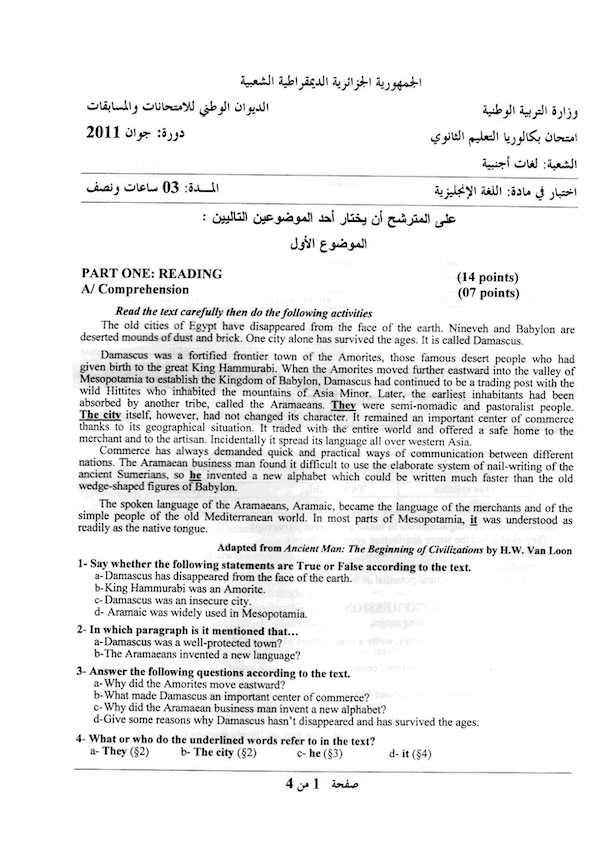 الجمهورية الجزائرية الديمقراطية الشعبية
وزارة التربية الوطنية الديوان الوطني للامتحانات والمسابقات
امتحان بكالوريا التعليم الثانوي دورة: جوان 2011
الشعبة: لغات أجنبية
اختبار في مادة: اللغة الإنجليزية المـدة: 03 ساعات ونصف
على المترشح أن يختار أحد الموضوعين التاليين :
الموضوع الأول
PART ONE: READING (14 points)
A/ Comprehension (07 points)
Read the text carefully then do the following activities
The old cities of Egypt have disappeared from the face of the earth. Nineveh and Babylon are
deserted mounds of dust and brick. One city alone has survived the ages. It is called Damascus.
Damascus was a fortified frontier town of the Amorites, those famous desert people who had
given birth to the great King Hammurabi. When the Amorites moved further eastward into the valley of
Mesopotamia to establish the Kingdom of Babylon, Damascus had continued to be a trading post with the
wild Hittites who inhabited the mountains of Asia Minor. Later, the earliest inhabitants had been
absorbed by another tribe, called the Aramaeans. They were semi-nomadic and pastoralist people.
The city itself, however, had not changed its character. It remained an important center of commerce
thanks to its geographical situation. It traded with the entire world and offered a safe home to the
merchant and to the artisan. Incidentally it spread its language all over western Asia.
Commerce has always demanded quick and practical ways of communication between different
nations. The Aramaean business man found it difficult to use the elaborate system of nail-writing of the
ancient Sumerians, so he invented a new alphabet which could be written much faster than the old
wedge-shaped figures of Babylon.
The spoken language of the Aramaeans, Aramaic, became the language of the merchants and of the
simple people of the old Mediterranean world. In most parts of Mesopotamia, it was understood as
readily as the native tongue.
Adapted from Ancient Man: The Beginning of Civilizations by H.W. Van Loon
1- Say whether the following statements are True or False according to the text.
a- Damascus has disappeared from the face of the earth.
b-King Hammurabi was an Amorite.
c- Damascus was an insecure city.
d- Aramaic was widely used in Mesopotamia.
2- In which paragraph is it mentioned that…
a-Damascus was a well-protected town?
b-The Aramaeans invented a new language?
3- Answer the following questions according to the text.
a- Why did the Amorites move eastward?
b- What made Damascus an important center of commerce?
c- Why did the Aramaean business man invent a new alphabet?
d-Give some reasons why Damascus hasn't disappeared and has survived the ages.
4- What or who do the underlined words refer to in the text?
a- They (§2) b- The city (§2) c- he (§3) d- it (§4)
صفحة 1 من 4